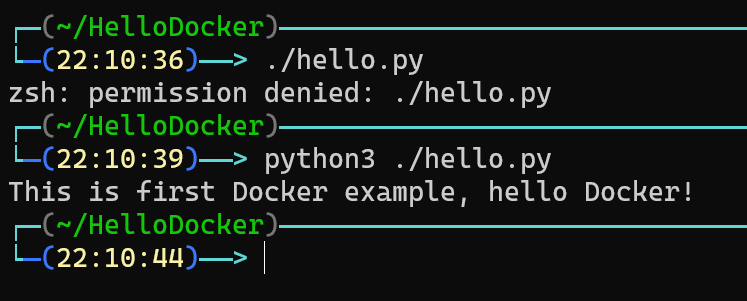 (~/HelloDocker)
(22:10:36)——> ./hello.py
zsh: permission denied: ./hello.py
(~/HelloDocker)
(22:10:39)——> python3 ./hello.py
This is first Docker example, hello Docker!
(~/HelloDocker)
(22:10:44)——>